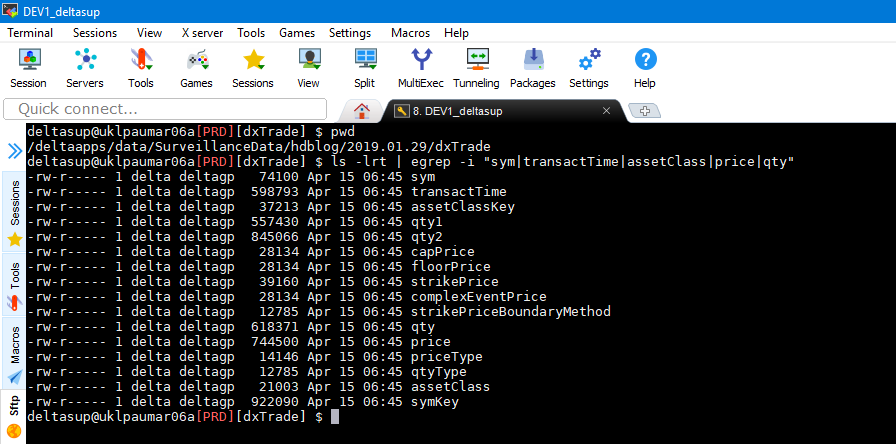 DEV1_deltasup
Terminal Sessions View X server Tools Games Settings Macros Help
Session Servers Tools Games Sessions View Split MultiExec Tunneling Packages Settings Help
Quick connect...
8. DEV1_deltasup
deltasup@uklpaumar06a[PRD][dxTrade] $ pwd
/deltaapps/data/SurveillanceData/hdblog/2019.01.29/dxTrade
deltasup@uklpaumar06a[PRD][dxTrade] $ ls -lrt | egrep -i "sym|transactTime|assetClass|price|qty"
-rw-r----- 1 delta deltagp 74100 Apr 15 06:45 sym
-rw-r----- 1 delta deltagp 598793 Apr 15 06:45 transactTime
-rw-r----- 1 delta deltagp 37213 Apr 15 06:45 assetClassKey
-rw-r----- 1 delta deltagp 557430 Apr 15 06:45 qty1
-rw-r----- 1 delta deltagp 845066 Apr 15 06:45 qty2
-rw-r----- 1 delta deltagp 28134 Apr 15 06:45 capPrice
-rw-r----- 1 delta deltagp 28134 Apr 15 06:45 floorPrice
-rw-r----- 1 delta deltagp 39160 Apr 15 06:45 strikePrice
-rw-r----- 1 delta deltagp 28134 Apr 15 06:45 complexEventPrice
-rw-r----- 1 delta deltagp 12785 Apr 15 06:45 strikePriceBoundaryMethod
-rw-r----- 1 delta deltagp 618371 Apr 15 06:45 qty
-rw-r----- 1 delta deltagp 744500 Apr 15 06:45 price
-rw-r----- 1 delta deltagp 14146 Apr 15 06:45 priceType
-rw-r----- 1 delta deltagp 12785 Apr 15 06:45 qtyType
-rw-r----- 1 delta deltagp 21003 Apr 15 06:45 assetClass
-rw-r----- 1 delta deltagp 922090 Apr 15 06:45 symKey
deltasup@uklpaumar06a[PRD][dxTrade] $
Sessions
Tools
Macros
Sftp